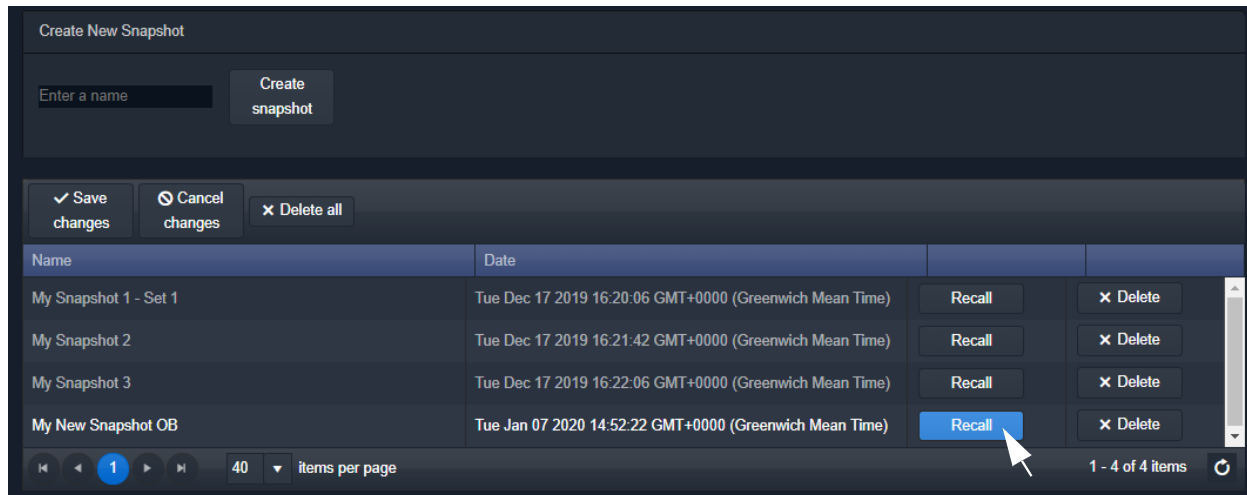 Create New Snapshot
Enter a name
Create
snapshot
Save
changes
Cancel
changes
Delete all
Name Date
My Snapshot 1 - Set 1 Tue Dec 17 2019 16:20:06 GMT+0000 (Greenwich Mean Time) Recall Delete
My Snapshot 2 Tue Dec 17 2019 16:21:42 GMT+0000 (Greenwich Mean Time) Recall Delete
My Snapshot 3 Tue Dec 17 2019 16:22:06 GMT+0000 (Greenwich Mean Time) Recall Delete
My New Snapshot OB Tue Jan 07 2020 14:52:22 GMT+0000 (Greenwich Mean Time) Recall Delete
1 40 items per page 1 - 4 of 4 items